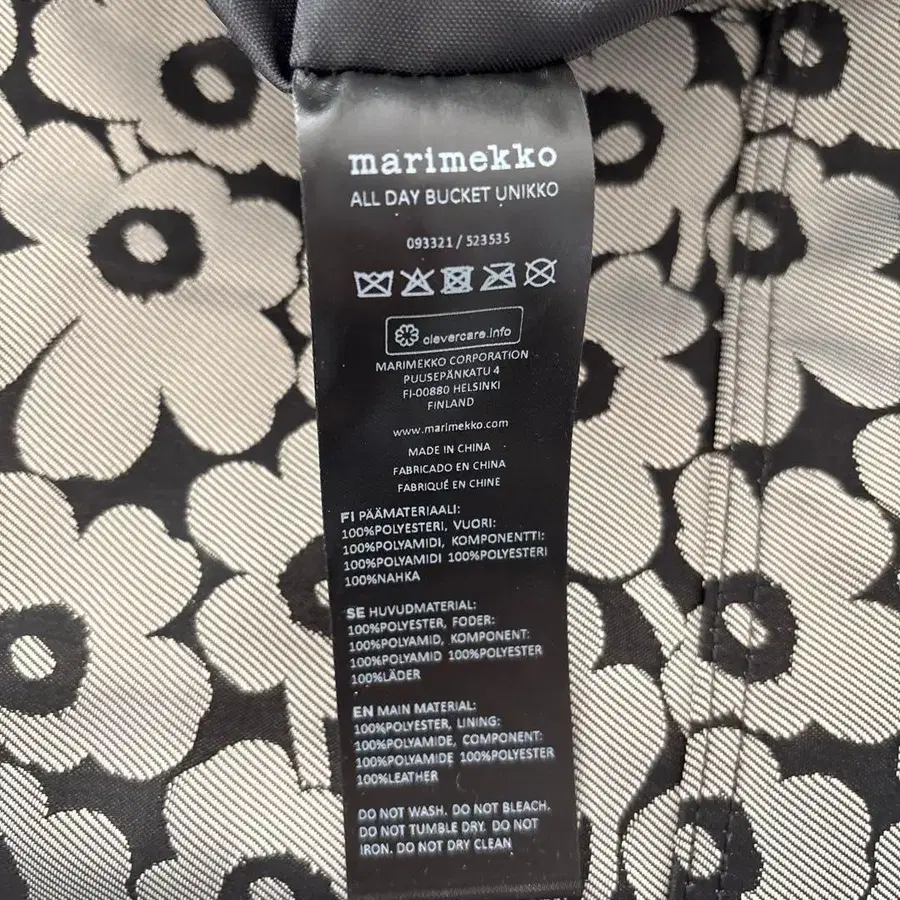 marimekko
ALL DAY BUCKET UNIKKO
093321 / 523535
clevercare.info
MARIMEKKO CORPORATION
PUUSEPÄNKATU 4
FI-00880 HELSINKI
FINLAND
www.marimekko.com
MADE IN CHINA
FABRICADO EN CHINA
FABRIQUÉ EN CHINE
FI PÄÄMATERIAALI:
100%POLYESTERI, VUORI:
100%POLYAMIDI, KOMPONENTTI:
100%POLYAMIDI 100%POLYESTERI
100%NAHKA
SE HUVUDMATERIAL:
100%POLYESTER, FODER:
100%POLYAMID, KOMPONENT:
100%POLYAMID 100%POLYESTER
100%LÄDER
EN MAIN MATERIAL:
100%POLYESTER, LINING:
100%POLYAMIDE, COMPONENT:
100%POLYAMIDE 100%POLYESTER
100%LEATHER
DO NOT WASH. DO NOT BLEACH.
DO NOT TUMBLE DRY. DO NOT
IRON. DO NOT DRY CLEAN